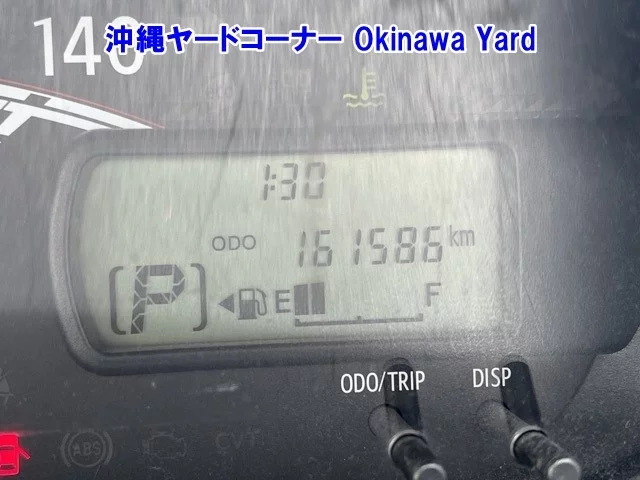 140
沖縄ヤードコーナー Okinawa Yard
1:30
ODO 161586 km
P
E F
ODO/TRIP DISP
ABS CVT